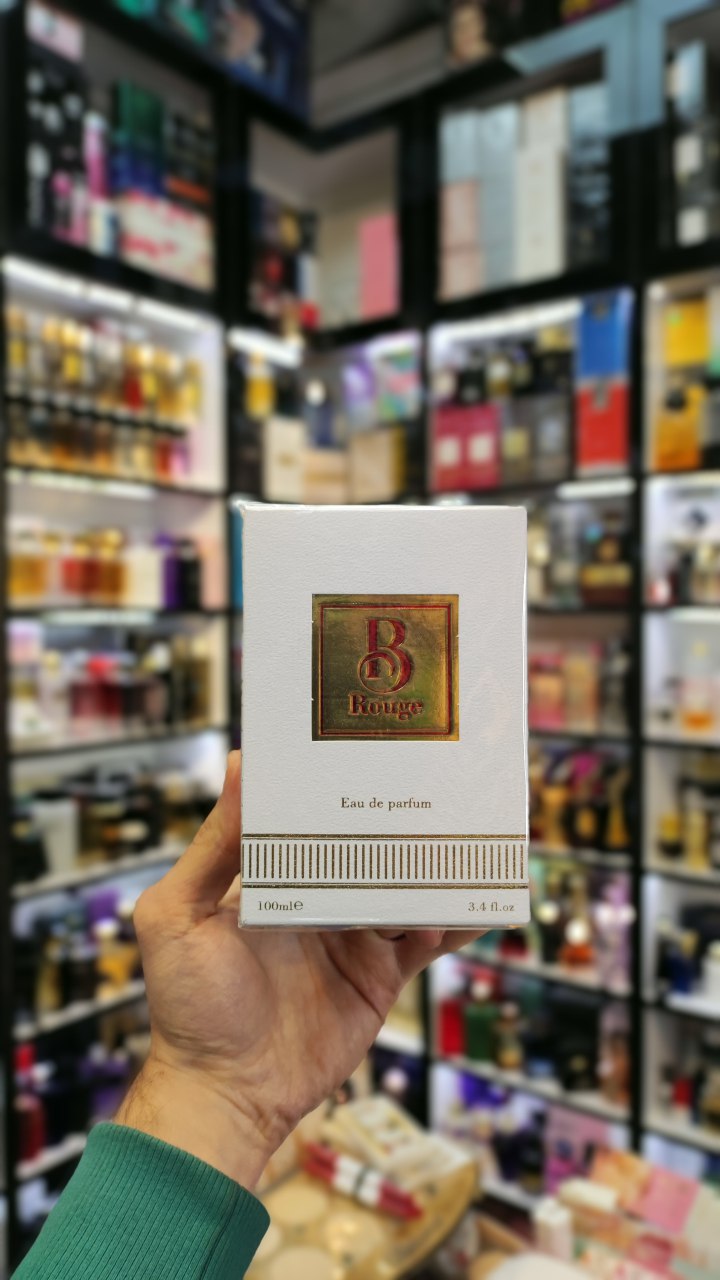 B
Rouge
Eau de parfum
100ml℮
3.4 fl.oz